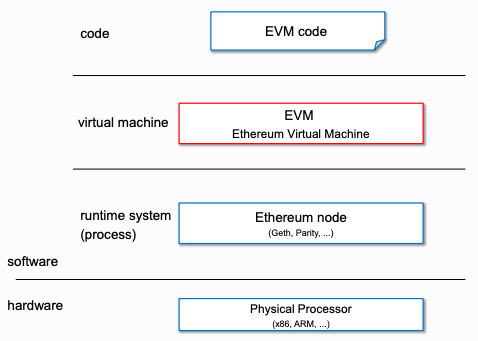 code
EVM code
virtual machine
EVM
Ethereum Virtual Machine
runtime system
(process)
Ethereum node
(Geth, Parity, ...)
software
hardware
Physical Processor
(x86, ARM, ...)